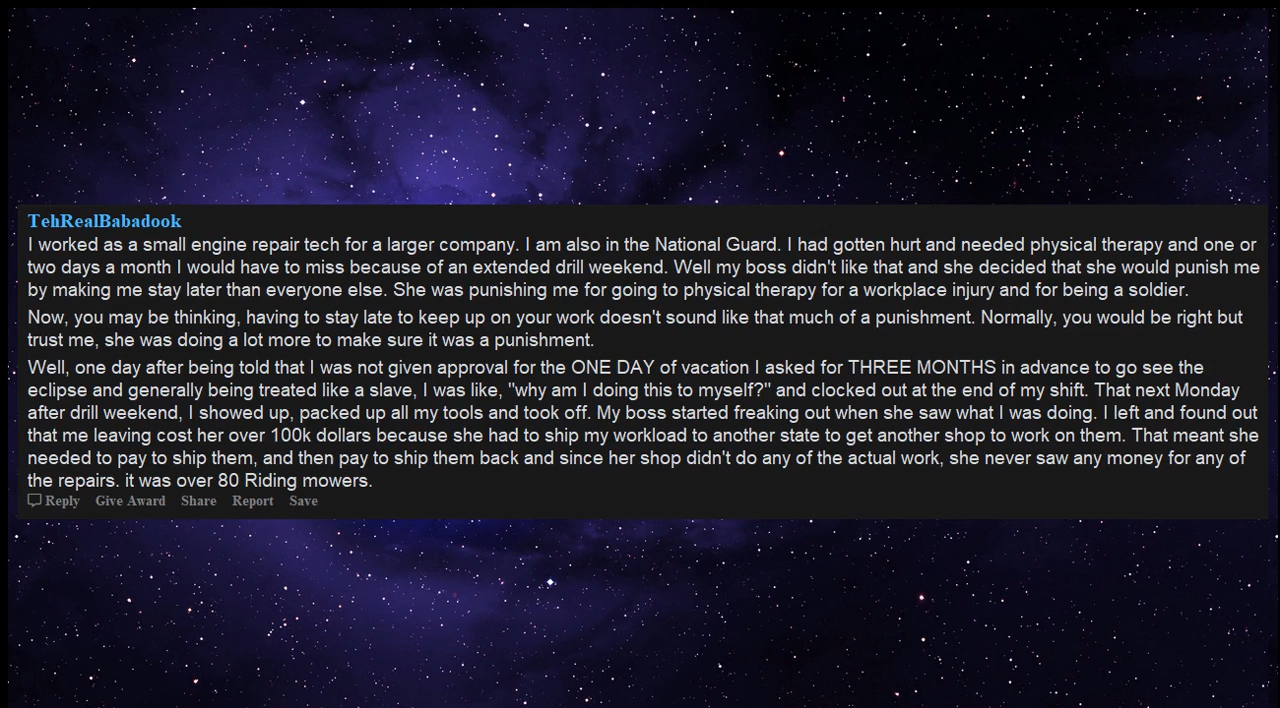 TehRealBabadook
I worked as a small engine repair tech for a larger company. I am also in the National Guard. I had gotten hurt and needed physical therapy and one or
two days a month I would have to miss because of an extended drill weekend. Well my boss didn't like that and she decided that she would punish me
by making me stay later than everyone else. She was punishing me for going to physical therapy for a workplace injury and for being a soldier.
Now, you may be thinking, having to stay late to keep up on your work doesn't sound like that much of a punishment. Normally, you would be right but
trust me, she was doing a lot more to make sure it was a punishment.
Well, one day after being told that I was not given approval for the ONE DAY of vacation I asked for THREE MONTHS in advance to go see the
eclipse and generally being treated like a slave, I was like, "why am I doing this to myself?" and clocked out at the end of my shift. That next Monday
after drill weekend, I showed up, packed up all my tools and took off. My boss started freaking out when she saw what I was doing. I left and found out
that me leaving cost her over 100k dollars because she had to ship my workload to another state to get another shop to work on them. That meant she
needed to pay to ship them, and then pay to ship them back and since her shop didn't do any of the actual work, she never saw any money for any of
the repairs. it was over 80 Riding mowers.
Reply Give Award Share Report Save